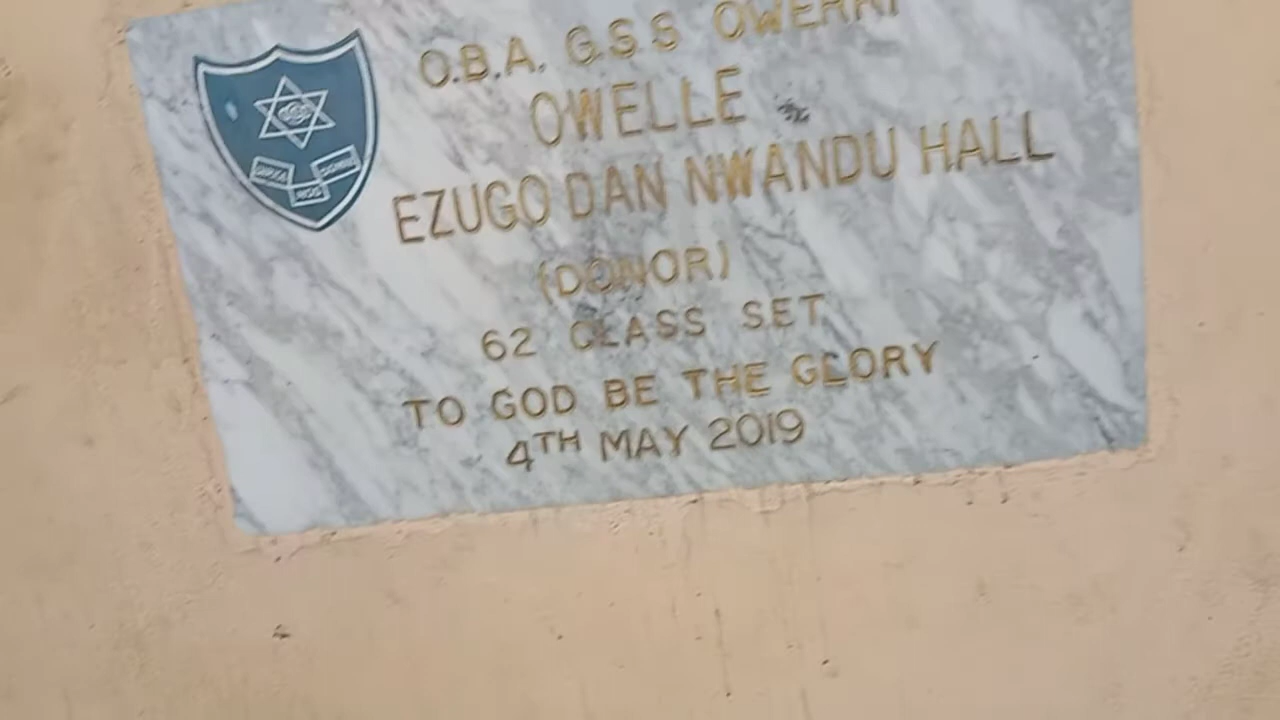 O.B.A. G.S.S OWERRI
OWELLE
EZUGO DAN NWANDU HALL
(DONOR)
62 CLASS SET
TO GOD BE THE GLORY
4TH MAY 2019